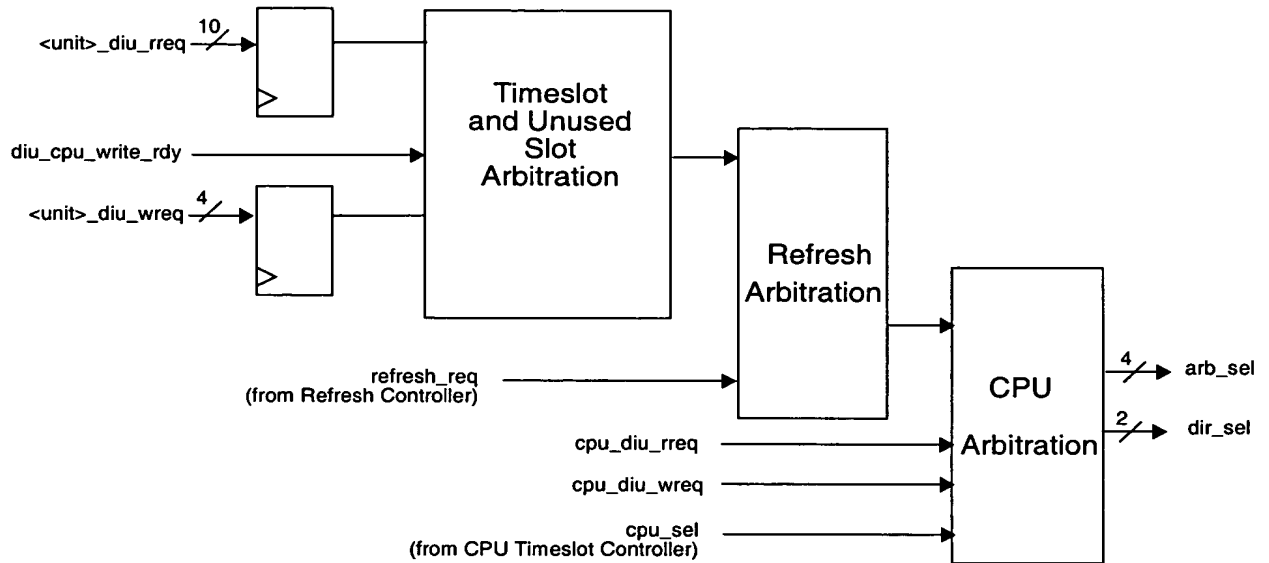 <unit>_diu_rreq
10
diu_cpu_write_rdy
<unit>_diu_wreq
4
Timeslot
and Unused
Slot
Arbitration
Refresh
Arbitration
refresh_req
(from Refresh Controller)
cpu_diu_rreq
cpu_diu_wreq
cpu_sel
(from CPU Timeslot Controller)
CPU
Arbitration
4
arb_sel
2
dir_sel